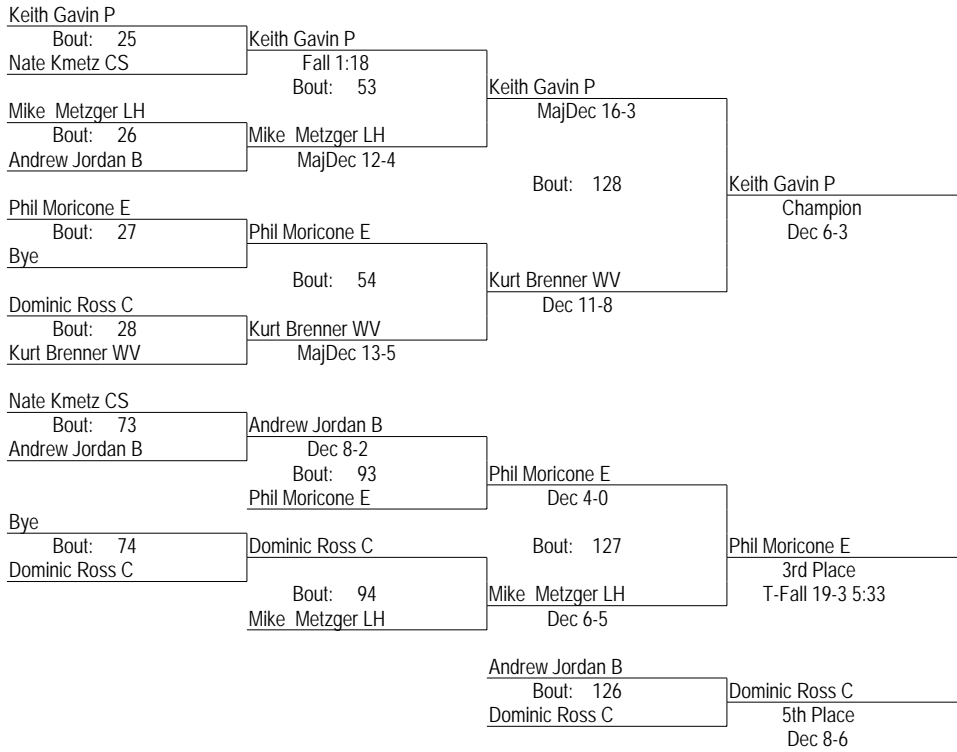 Keith Gavin P
Bout: 25
Nate Kmetz CS
Keith Gavin P
Fall 1:18
Bout: 53
Mike Metzger LH
Bout: 26
Andrew Jordan B
Mike Metzger LH
MajDec 12-4
Keith Gavin P
MajDec 16-3
Bout: 128
Phil Moricone E
Bout: 27
Bye
Phil Moricone E
Bout: 54
Dominic Ross C
Bout: 28
Kurt Brenner WV
Kurt Brenner WV
MajDec 13-5
Kurt Brenner WV
Dec 11-8
Keith Gavin P
Champion
Dec 6-3
Nate Kmetz CS
Bout: 73
Andrew Jordan B
Andrew Jordan B
Dec 8-2
Bout: 93
Phil Moricone E
Phil Moricone E
Dec 4-0
Bout: 127
Bye
Bout: 74
Dominic Ross C
Dominic Ross C
Bout: 94
Mike Metzger LH
Mike Metzger LH
Dec 6-5
Phil Moricone E
3rd Place
T-Fall 19-3 5:33
Andrew Jordan B
Bout: 126
Dominic Ross C
Dominic Ross C
5th Place
Dec 8-6